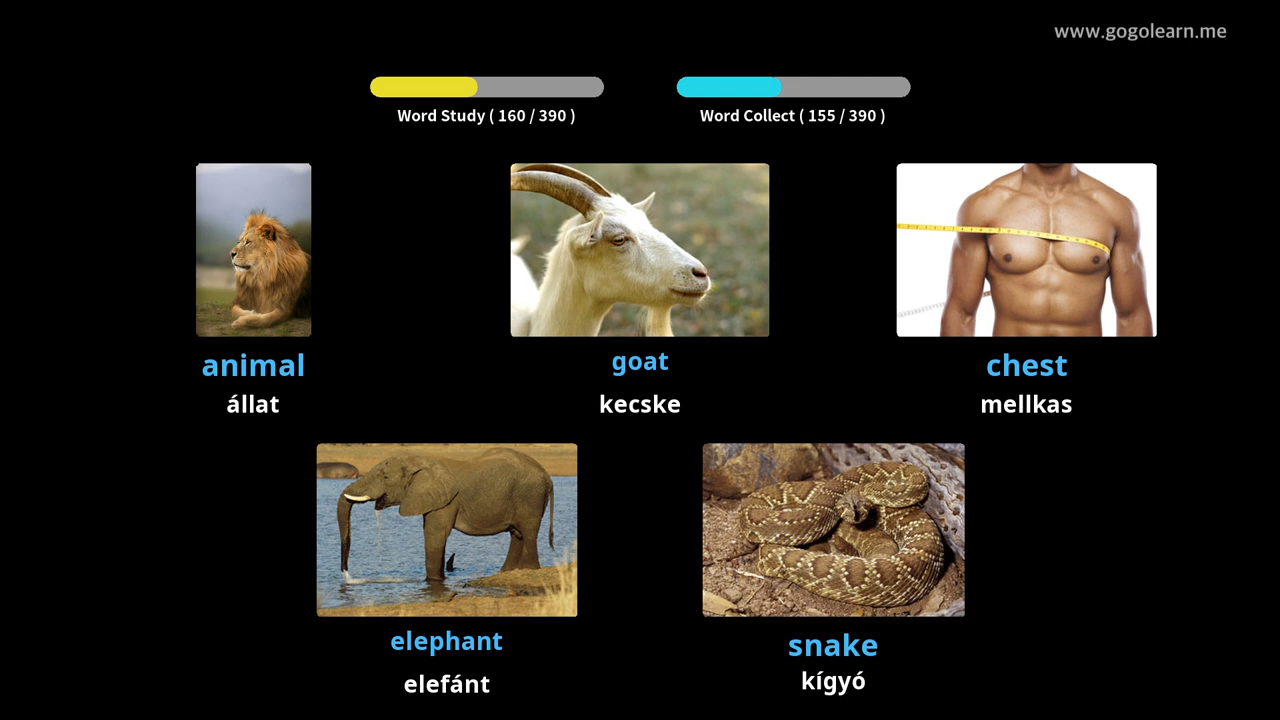 www.gogolearn.me
Word Study ( 160 / 390 )
Word Collect ( 155 / 390 )
animal
állat
goat
kecske
chest
mellkas
elephant
elefánt
snake
kígyó